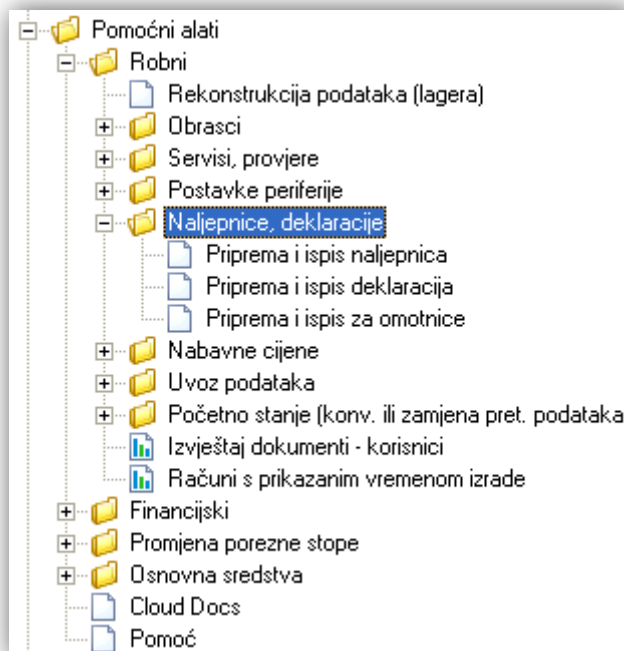 Pomoćni alati
Robni
Rekonstrukcija podataka (lagera)
Obrasci
Servisi, provjere
Postavke periferije
Naljepnice, deklaracije
Priprema i ispis naljepnica
Priprema i ispis deklaracija
Priprema i ispis za omotnice
Nabavne cijene
Uvoz podataka
Početno stanje (konv. ili zamjena pret. podataka
Izvještaj dokumenti - korisnici
Računi s prikazanim vremenom izrade
Financijski
Promjena porezne stope
Osnovna sredstva
Cloud Docs
Pomoć